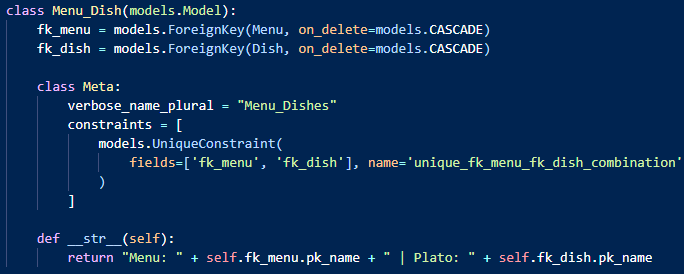 class Menu_Dish(models.Model):
    fk_menu = models.ForeignKey(Menu, on_delete=models.CASCADE)
    fk_dish = models.ForeignKey(Dish, on_delete=models.CASCADE)
    class Meta:
        verbose_name_plural = "Menu_Dishes"
        constraints = [
            models.UniqueConstraint(
                fields=['fk_menu', 'fk_dish'], name='unique_fk_menu_fk_dish_combination'
            )
        ]
    def __str__(self):
        return "Menu: " + self.fk_menu.pk_name + " | Plato: " + self.fk_dish.pk_name